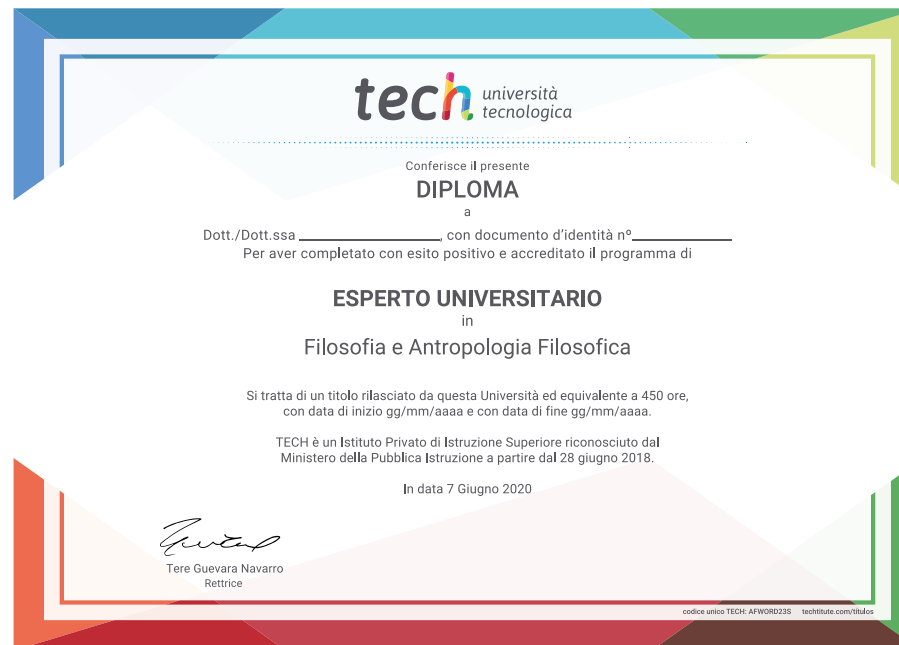 tech università
tecnologica
Conferisce il presente
DIPLOMA
a
Dott./Dott.ssa ________________, con documento d'identità nº____________
Per aver completato con esito positivo e accreditato il programma di
ESPERTO UNIVERSITARIO
in
Filosofia e Antropologia Filosofica
Si tratta di un titolo rilasciato da questa Università ed equivalente a 450 ore,
con data di inizio gg/mm/aaaa e con data di fine gg/mm/aaaa.
TECH è un Istituto Privato di Istruzione Superiore riconosciuto dal
Ministero della Pubblica Istruzione a partire dal 28 giugno 2018.
In data 7 Giugno 2020
Tere Guevara Navarro
Rettrice
codice unico TECH: AFWORD23S techtitute.com/titulos